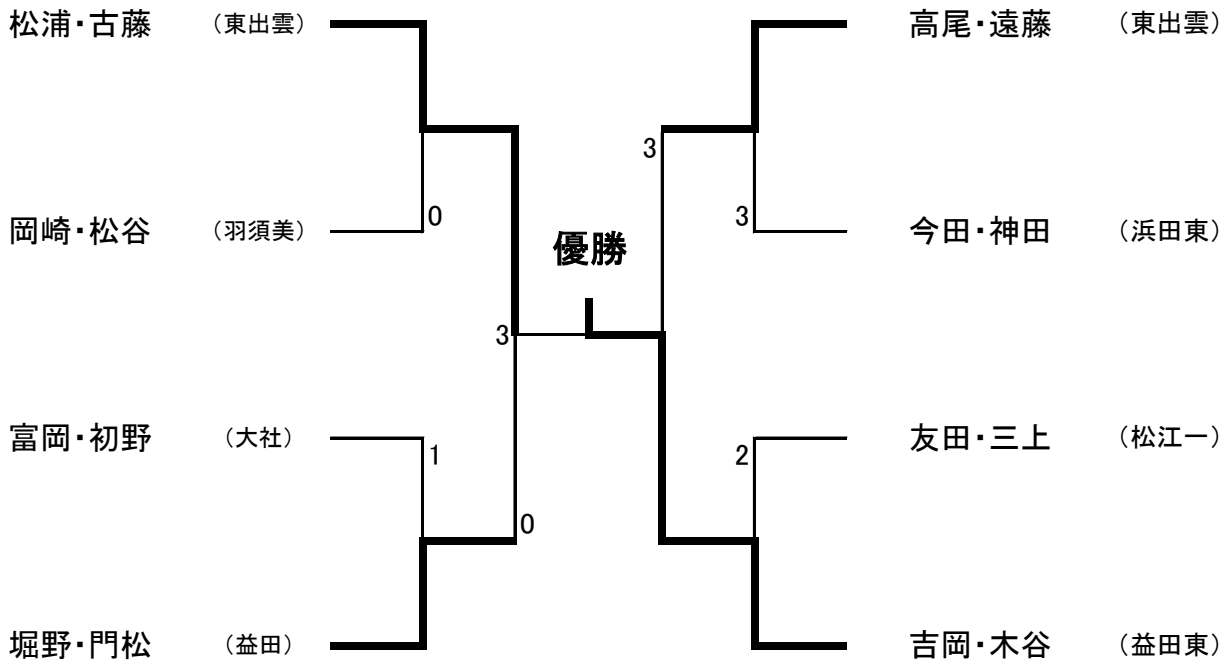 松浦・古藤 （東出雲） 高尾・遠藤 （東出雲）
3
岡崎・松谷 （羽須美） 0 3 今田・神田 （浜田東）
優勝
3
富岡・初野 （大社） 1 2 友田・三上 （松江一）
0
堀野・門松 （益田） 吉岡・木谷 （益田東）